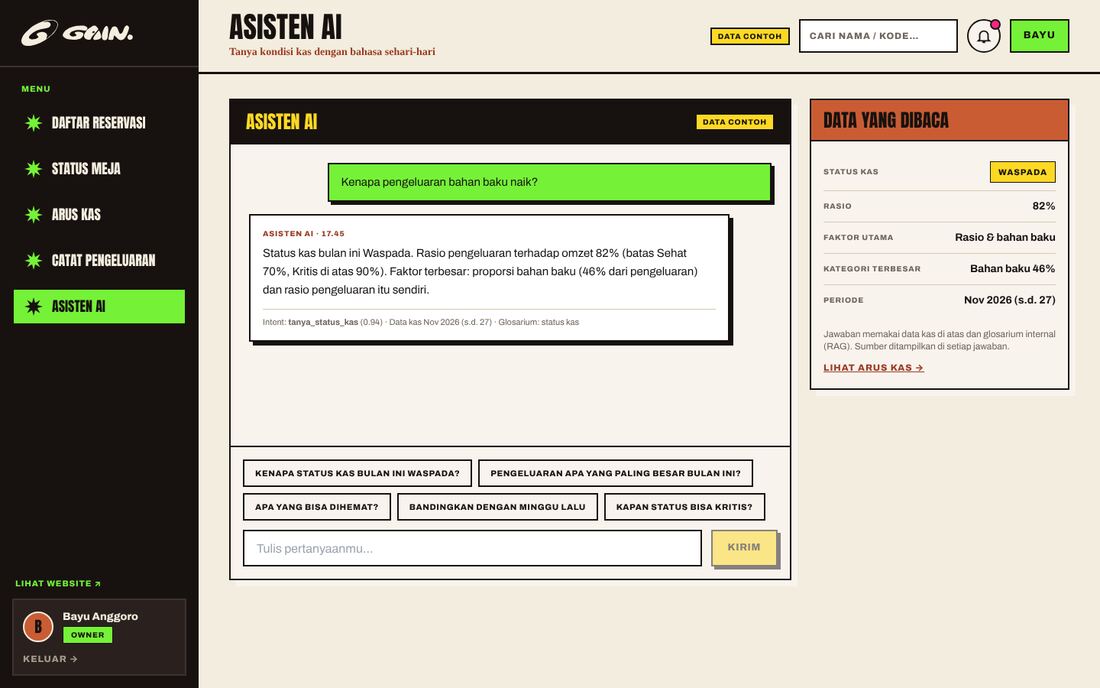 GAIN.
MENU
DAFTAR RESERVASI
STATUS MEJA
ARUS KAS
CATAT PENGELUARAN
ASISTEN AI
LIHAT WEBSITE ↗
B
Bayu Anggoro
OWNER
KELUAR →
ASISTEN AI
Tanya kondisi kas dengan bahasa sehari-hari
DATA CONTOH
CARI NAMA / KODE...
BAYU
ASISTEN AI
DATA CONTOH
Kenapa pengeluaran bahan baku naik?
ASISTEN AI · 17.45
Status kas bulan ini Waspada. Rasio pengeluaran terhadap omzet 82% (batas Sehat
70%, Kritis di atas 90%). Faktor terbesar: proporsi bahan baku (46% dari pengeluaran)
dan rasio pengeluaran itu sendiri.
Intent: tanya_status_kas (0.94) · Data kas Nov 2026 (s.d. 27) · Glosarium: status kas
KENAPA STATUS KAS BULAN INI WASPADA?
PENGELUARAN APA YANG PALING BESAR BULAN INI?
APA YANG BISA DIHEMAT?
BANDINGKAN DENGAN MINGGU LALU
KAPAN STATUS BISA KRITIS?
Tulis pertanyaanmu...
KIRIM
DATA YANG DIBACA
STATUS KAS WASPADA
RASIO 82%
FAKTOR UTAMA Rasio & bahan baku
KATEGORI TERBESAR Bahan baku 46%
PERIODE Nov 2026 (s.d. 27)
Jawaban memakai data kas di atas dan glosarium internal
(RAG). Sumber ditampilkan di setiap jawaban.
LIHAT ARUS KAS →